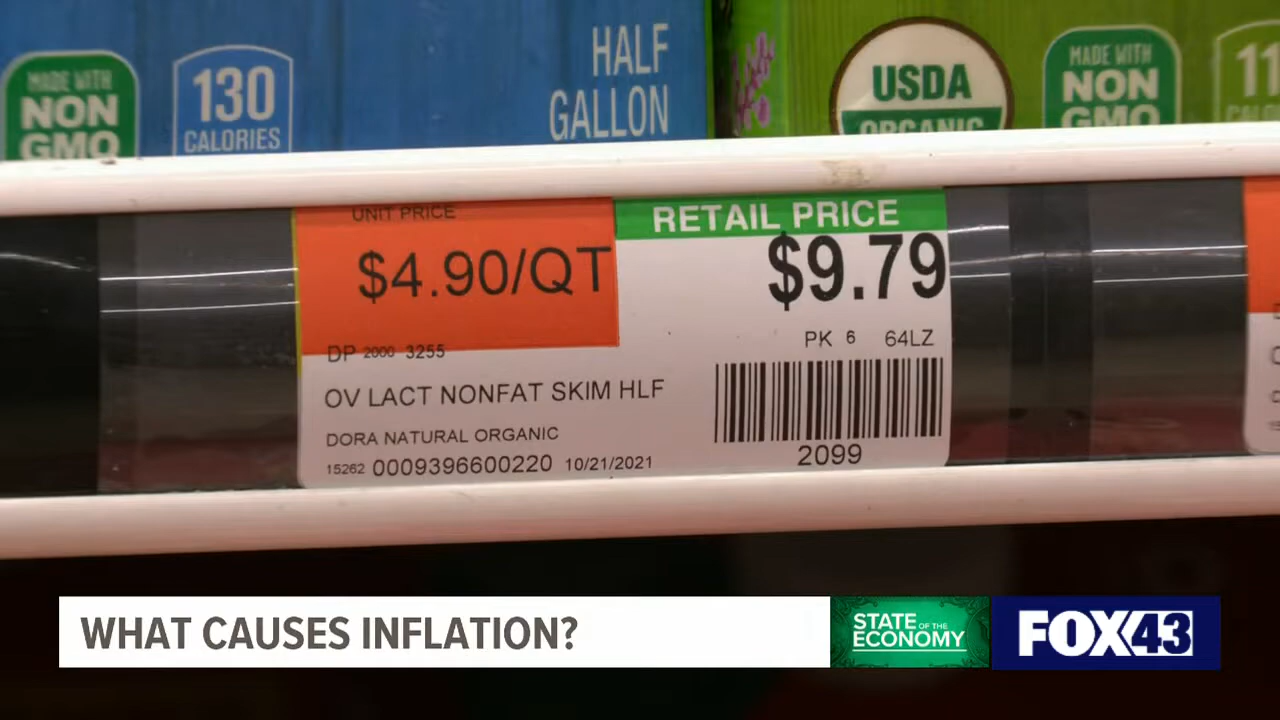 MADE WITH
NON
GMO
130
CALORIES
HALF
GALLON
USDA
ORGANIC
MADE WITH
NON
GMO
UNIT PRICE
$4.90/QT
RETAIL PRICE
$9.79
PK 6 64LZ
DP 2000 3255
OV LACT NONFAT SKIM HLF
DORA NATURAL ORGANIC
15262 0009396600220 10/21/2021
2099
WHAT CAUSES INFLATION?
STATE OF THE
ECONOMY
FOX43